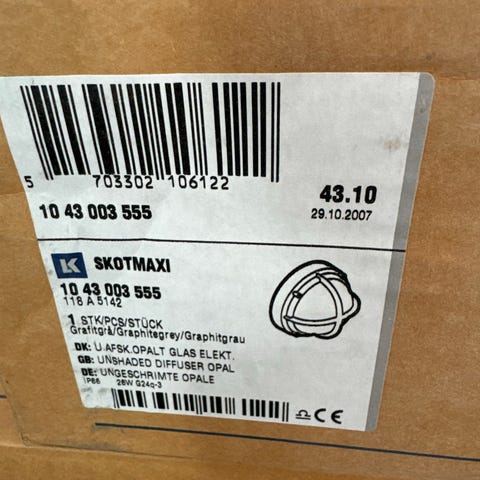 5 703302 106122
43.10
29.10.2007
10 43 003 555
K SKOTMAXI
10 43 003 555
118 A 5142
1 STK/PCS/STÜCK
Grafitgrå/Graphitegrey/Graphitgrau
DK: U.AFSK.OPALT GLAS ELEKT.
GB: UNSHADED DIFFUSER OPAL
DE: UNGESCHRIMTE OPALE
IP66 26W G24q-3
CE